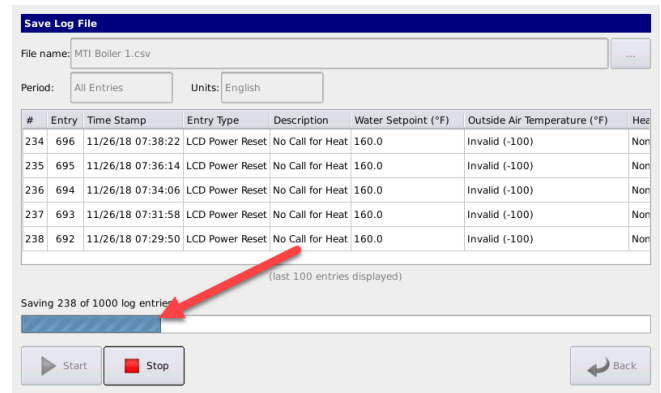 Save Log File
File name: MTI Boiler 1.csv ...
Period: All Entries Units: English
# Entry Time Stamp Entry Type Description Water Setpoint (°F) Outside Air Temperature (°F) Hea
234 696 11/26/18 07:38:22 LCD Power Reset No Call for Heat 160.0 Invalid (-100) Non
235 695 11/26/18 07:36:14 LCD Power Reset No Call for Heat 160.0 Invalid (-100) Non
236 694 11/26/18 07:34:06 LCD Power Reset No Call for Heat 160.0 Invalid (-100) Non
237 693 11/26/18 07:31:58 LCD Power Reset No Call for Heat 160.0 Invalid (-100) Non
238 692 11/26/18 07:29:50 LCD Power Reset No Call for Heat 160.0 Invalid (-100) Non
(last 100 entries displayed)
Saving 238 of 1000 log entries
Start Stop Back